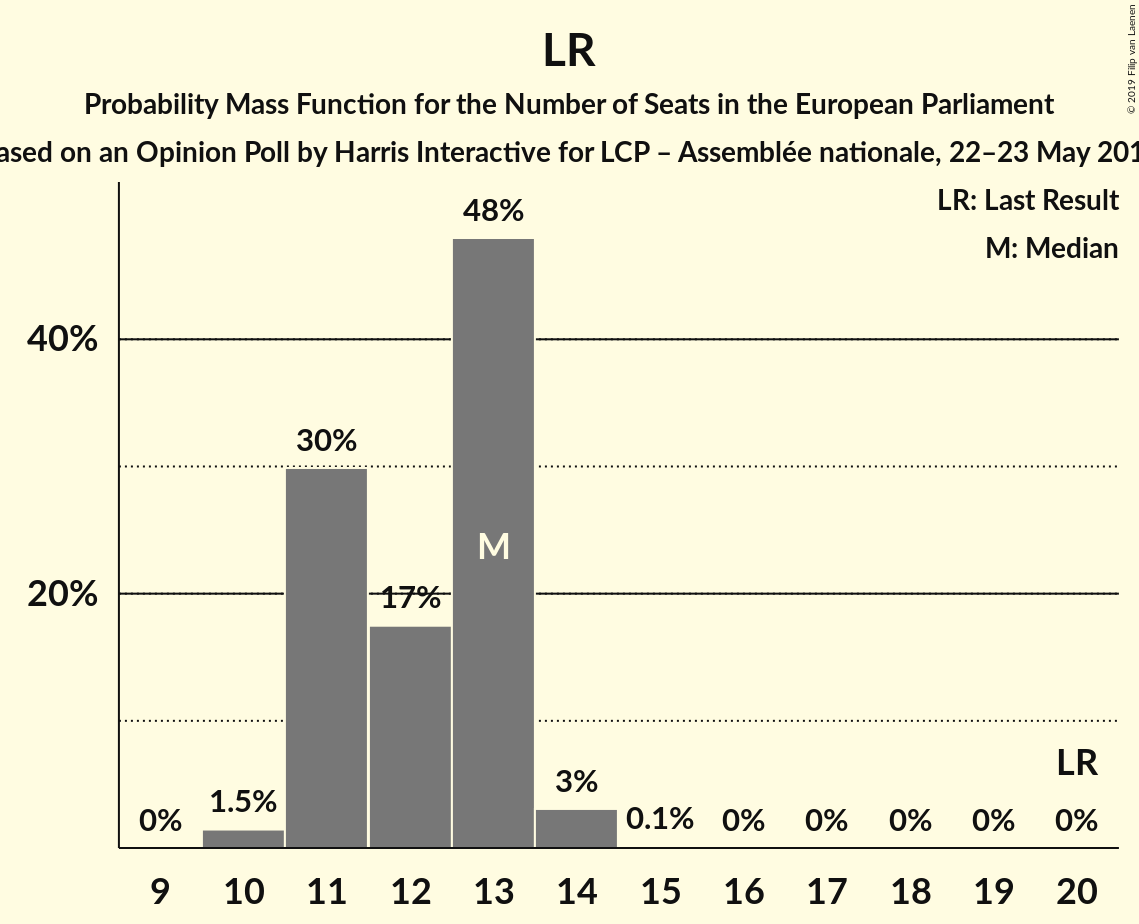 LR
Probability Mass Function for the Number of Seats in the European Parliament
ased on an Opinion Poll by Harris Interactive for LCP – Assemblée nationale, 22–23 May 201
© 2019 Filip van Laenen
LR: Last Result
M: Median
48%
40%
30%
M
17%
20%
LR
3%
1.5%
0%
0.1%
0%
0%
0%
0%
0%
9 10 11 12 13 14 15 16 17 18 19 20